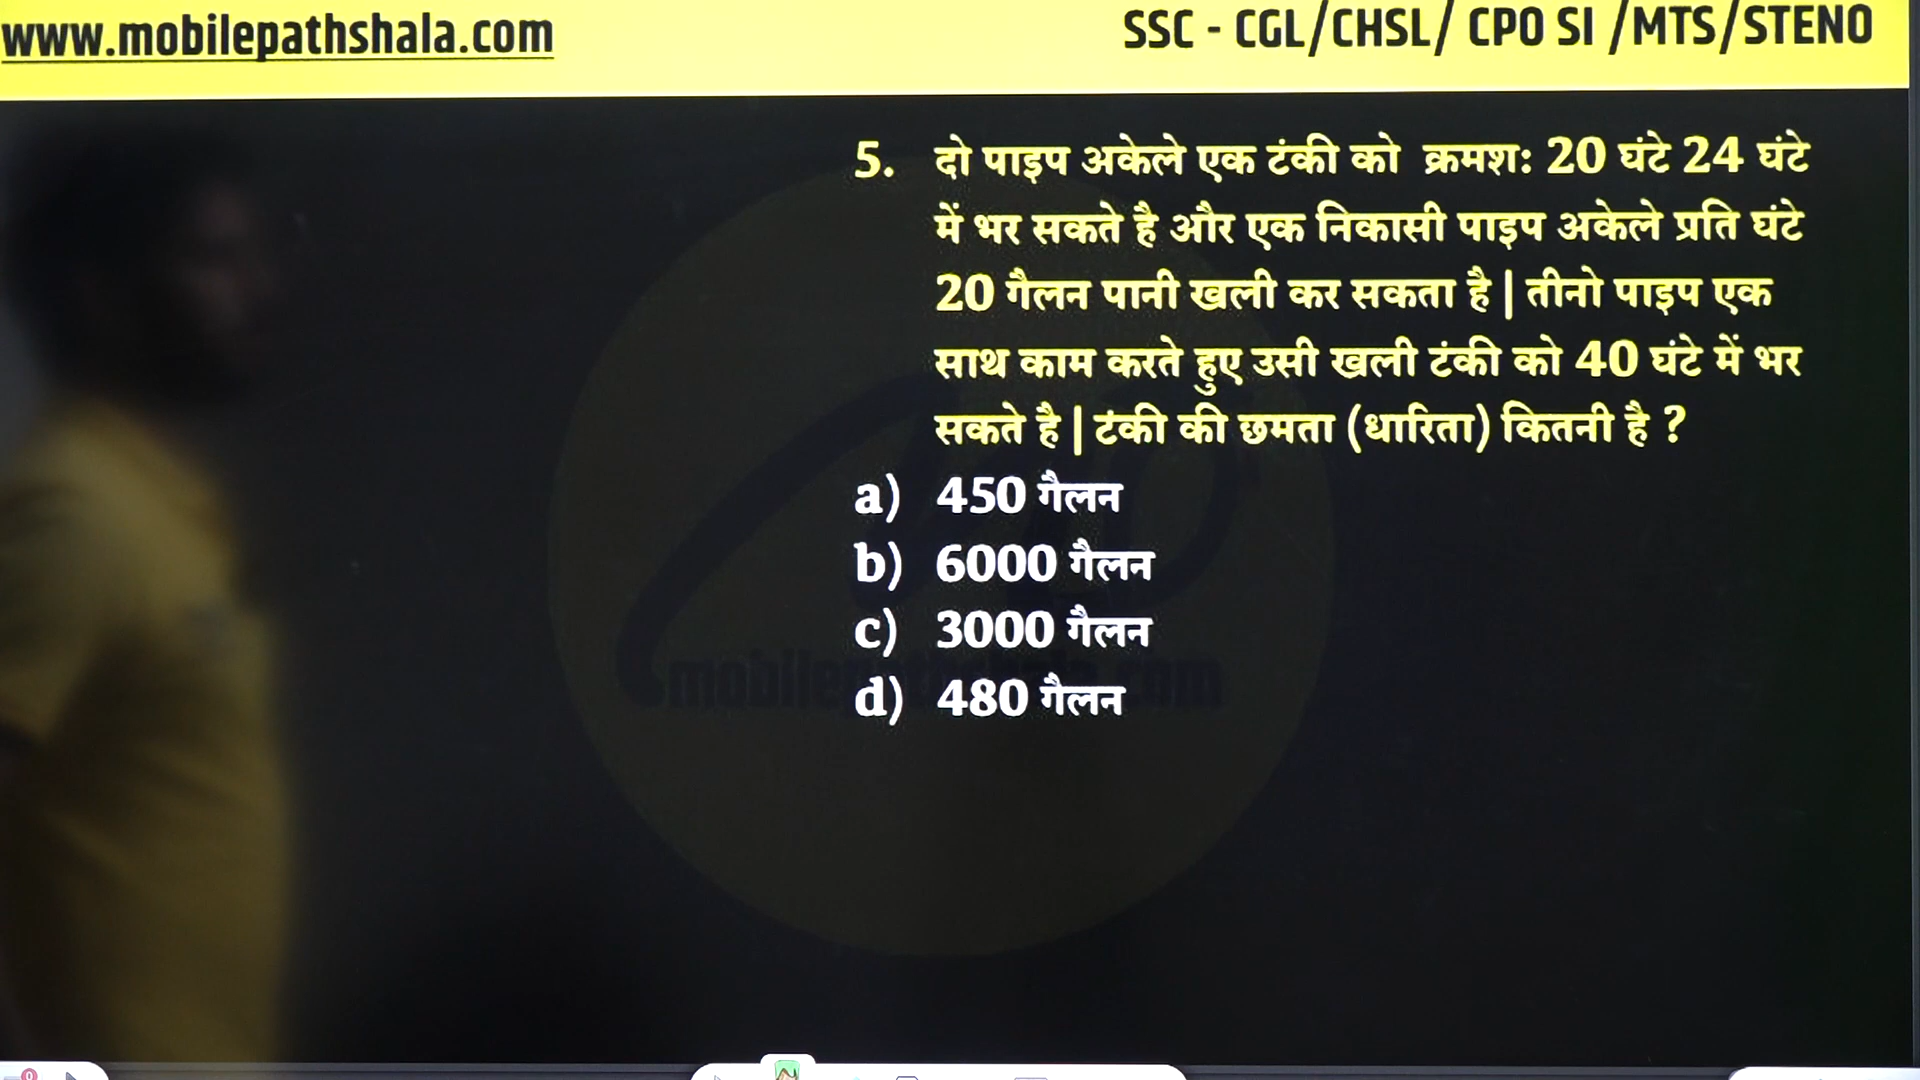 www.mobilepathshala.com
SSC - CGL/CHSL/ CPO SI /MTS/STENO
5. दो पाइप अकेले एक टंकी को क्रमशः 20 घंटे 24 घंटे
में भर सकते है और एक निकासी पाइप अकेले प्रति घंटे
20 गैलन पानी खली कर सकता है | तीनो पाइप एक
साथ काम करते हुए उसी खली टंकी को 40 घंटे में भर
सकते है | टंकी की छमता (धारिता) कितनी है ?
a) 450 गैलन
b) 6000 गैलन
c) 3000 गैलन
mobilepathshala.com
d) 480 गैलन